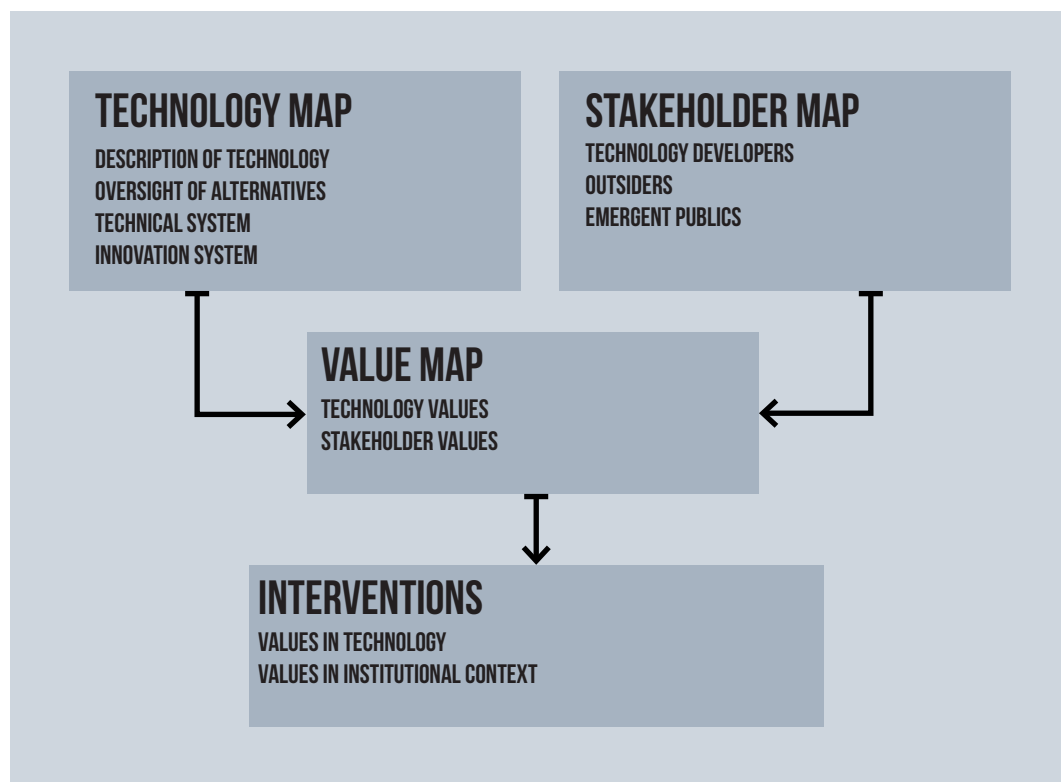 TECHNOLOGY MAP
DESCRIPTION OF TECHNOLOGY
OVERSIGHT OF ALTERNATIVES
TECHNICAL SYSTEM
INNOVATION SYSTEM
STAKEHOLDER MAP
TECHNOLOGY DEVELOPERS
OUTSIDERS
EMERGENT PUBLICS
VALUE MAP
TECHNOLOGY VALUES
STAKEHOLDER VALUES
INTERVENTIONS
VALUES IN TECHNOLOGY
VALUES IN INSTITUTIONAL CONTEXT